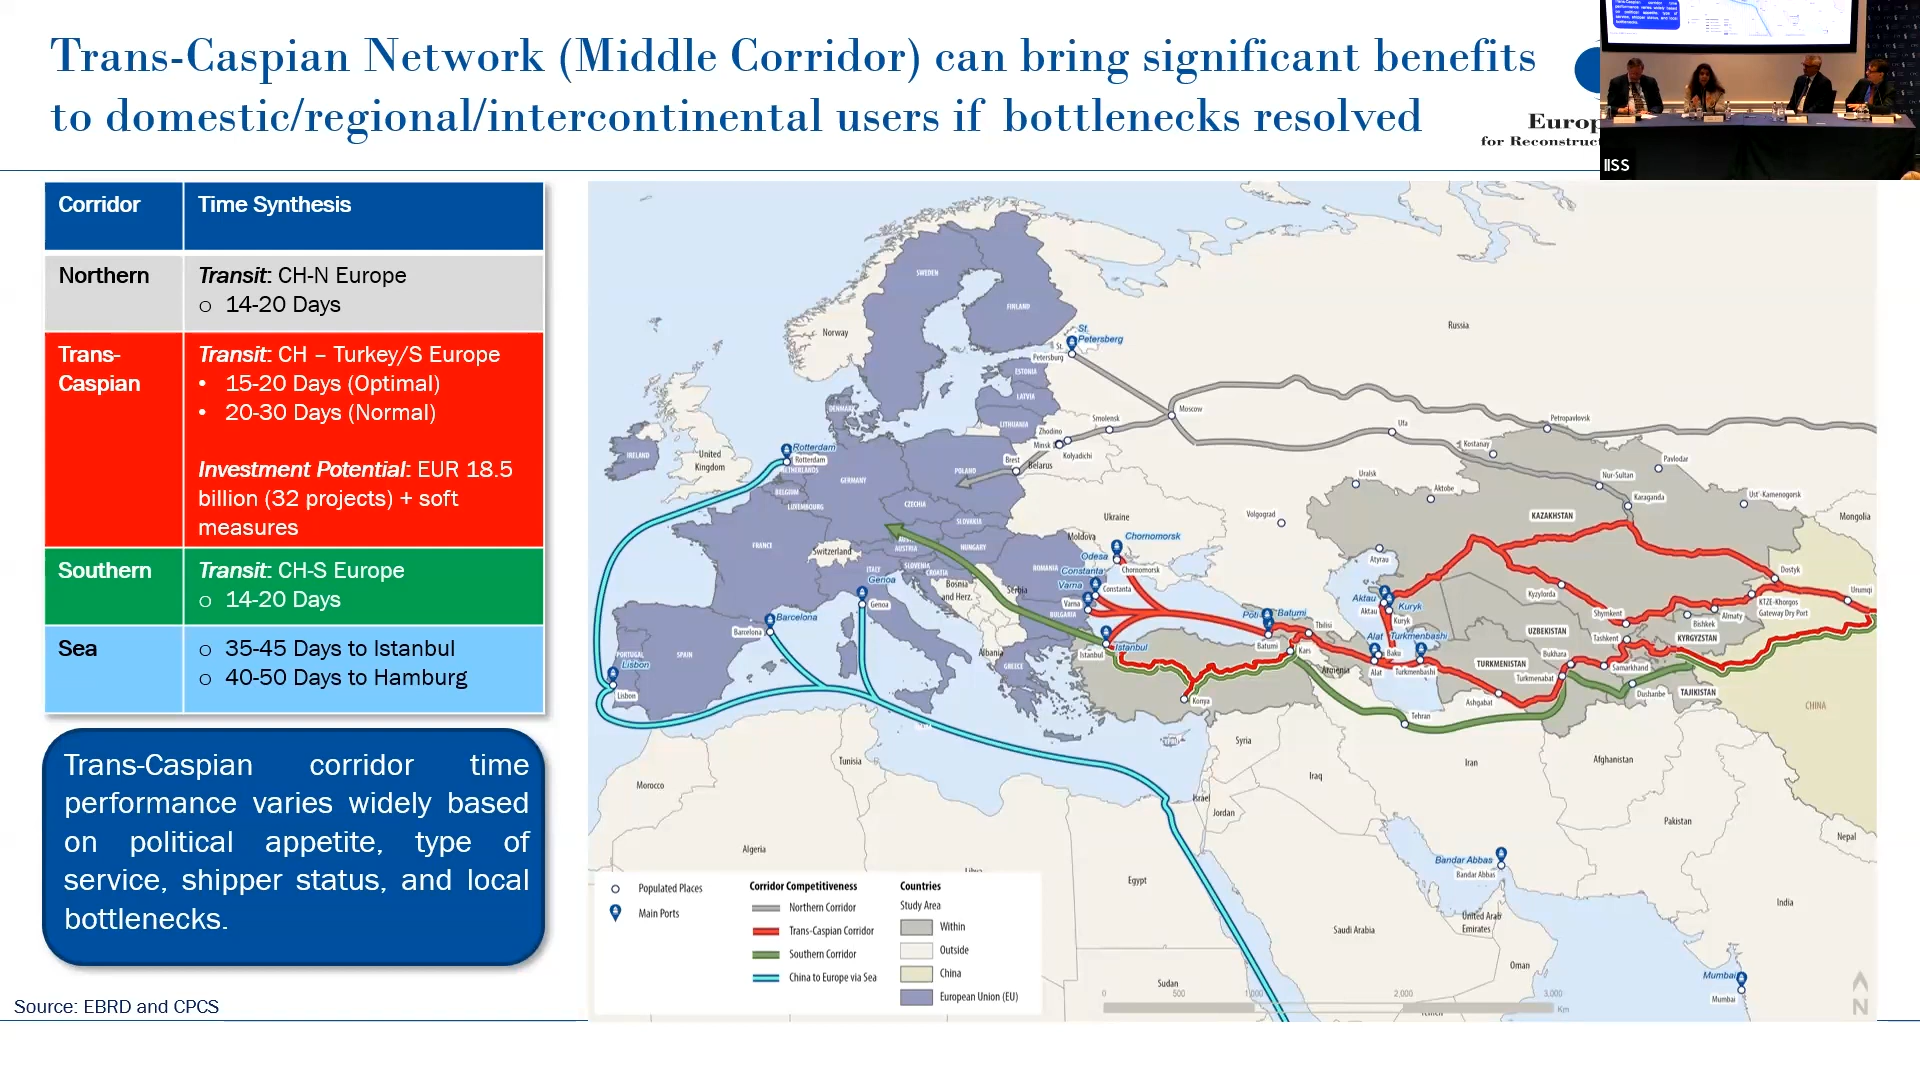 Trans-Caspian Network (Middle Corridor) can bring significant benefits
to domestic/regional/intercontinental users if bottlenecks resolved
Europ
for Reconstruc
IISS
Corridor
Time Synthesis
Northern
Transit: CH-N Europe
o 14-20 Days
Trans-
Caspian
Transit: CH – Turkey/S Europe
• 15-20 Days (Optimal)
• 20-30 Days (Normal)
Investment Potential: EUR 18.5
billion (32 projects) + soft
measures
Southern
Transit: CH-S Europe
o 14-20 Days
Sea
o 35-45 Days to Istanbul
o 40-50 Days to Hamburg
Trans-Caspian corridor time
performance varies widely based
on political appetite, type of
service, shipper status, and local
bottlenecks.
Source: EBRD and CPCS
SWEDEN
FINLAND
Norway
Russia
St.
Petersberg
St.
Petersburg
ESTONIA
LATVIA
LITHUANIA
DENMARK
Moscow
Smolensk
Zhodino
Minsk
Kolyadichi
Brest
Belarus
Ufa
Petropavlovsk
Kostanay
Pavlodar
Nur-Sultan
Karaganda
Ust'-Kamenogorsk
Uralsk
Aktobe
Volgograd
IRELAND
United
Kingdom
Rotterdam
Rotterdam
NETHERLANDS
BELGIUM
LUXEMBOURG
GERMANY
POLAND
CZECHIA
SLOVAKIA
AUSTRIA
HUNGARY
SLOVENIA
CROATIA
FRANCE
Switzerland
ITALY
Genoa
Genoa
Bosnia
and Herz.
Serbia
ROMANIA
BULGARIA
Albania
GREECE
Ukraine
Moldova
Odesa
Chornomorsk
Chornomorsk
Constanta
Constanta
Varna
Varna
Istanbul
Istanbul
Barcelona
Barcelona
SPAIN
PORTUGAL
Lisbon
Lisbon
KAZAKHSTAN
Mongolia
Atyrau
Aktau
Aktau
Kuryk
Kuryk
Poti
Batumi
Batumi
Tbilisi
Kars
Armenia
Alat
Alat
Baku
Turkmenbashi
Turkmenbashi
Konya
Kyzylorda
Shymkent
Tashkent
Bishkek
Almaty
KTZE-Khorgos
Gateway Dry Port
Dostyk
Urumqi
UZBEKISTAN
KYRGYZSTAN
TURKMENISTAN
Bukhara
Turkmenabat
Samarkhand
Dushanbe
TAJIKISTAN
Ashgabat
Tehran
CHINA
Morocco
Algeria
Tunisia
Libya
Egypt
Israel
Jordan
Syria
Iraq
Iran
Afghanistan
Pakistan
Nepal
India
Saudi Arabia
United Arab
Emirates
Oman
Yemen
Sudan
Bandar Abbas
Bandar Abbas
Mumbai
Mumbai
Populated Places
Main Ports
Corridor Competitiveness
Northern Corridor
Trans-Caspian Corridor
Southern Corridor
China to Europe via Sea
Countries
Study Area
Within
Outside
China
European Union (EU)
0 500 1,000 2,000 3,000
Km
N